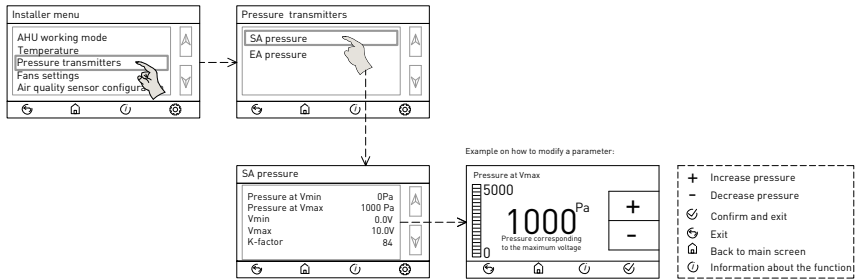 Installer menu
AHU working mode
Temperature
Pressure transmitters
Fans settings
Air quality sensor configura
Pressure transmitters
SA pressure
EA pressure
SA pressure
Pressure at Vmin 0Pa
Pressure at Vmax 1000 Pa
Vmin 0.0V
Vmax 10.0V
K-factor 84
Example on how to modify a parameter:
Pressure at Vmax
5000
1000 Pa
Pressure corresponding
to the maximum voltage
0
+
-
+ Increase pressure
- Decrease pressure
Confirm and exit
Exit
Back to main screen
i Information about the function